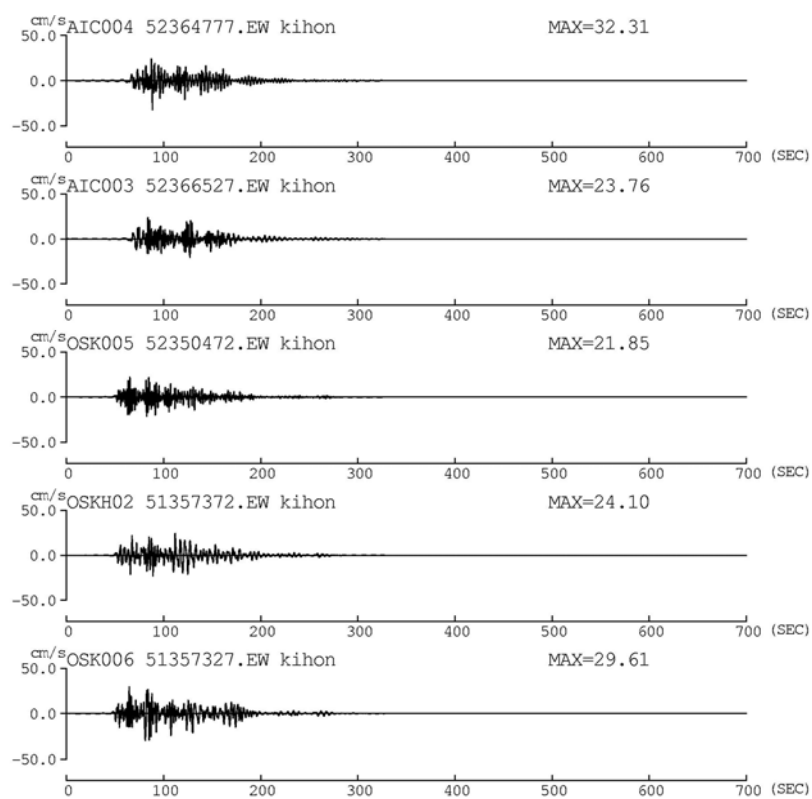 cm/s AIC004 52364777.EW kihon MAX=32.31
50.0
0.0
−50.0
0 100 200 300 400 500 600 700 (SEC)
cm/s AIC003 52366527.EW kihon MAX=23.76
50.0
0.0
−50.0
0 100 200 300 400 500 600 700 (SEC)
cm/s OSK005 52350472.EW kihon MAX=21.85
50.0
0.0
−50.0
0 100 200 300 400 500 600 700 (SEC)
cm/s OSKH02 51357372.EW kihon MAX=24.10
50.0
0.0
−50.0
0 100 200 300 400 500 600 700 (SEC)
cm/s OSK006 51357327.EW kihon MAX=29.61
50.0
0.0
−50.0
0 100 200 300 400 500 600 700 (SEC)